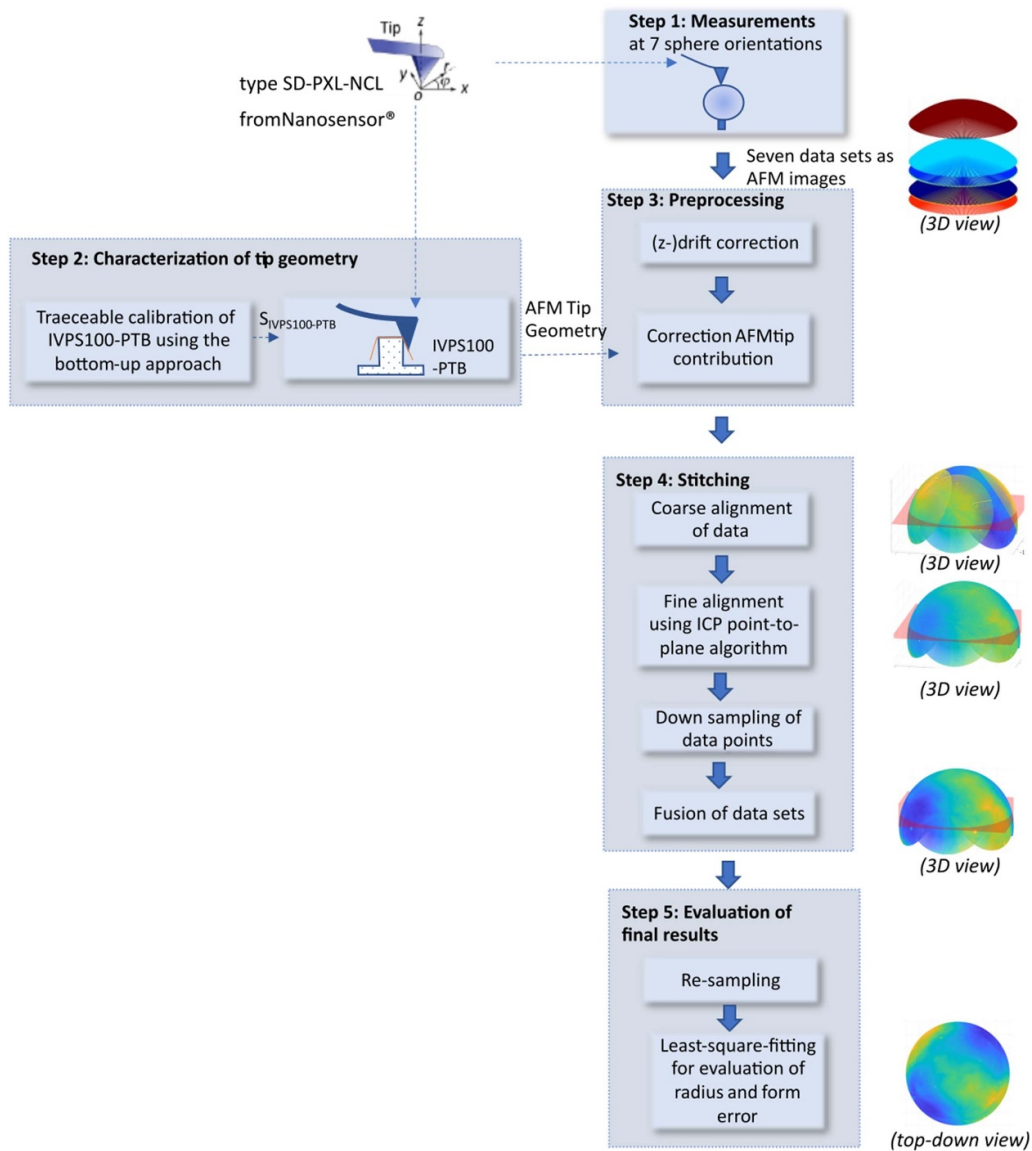 Tip
z
y
r
φ
x
o
type SD-PXL-NCL
fromNanosensor®
Step 1: Measurements
at 7 sphere orientations
Seven data sets as
AFM images
(3D view)
Step 2: Characterization of tip geometry
Traeceable calibration of
IVPS100-PTB using the
bottom-up approach
SIVPS100-PTB
IVPS100
-PTB
AFM Tip
Geometry
Step 3: Preprocessing
(z-)drift correction
Correction AFMtip
contribution
Step 4: Stitching
Coarse alignment
of data
(3D view)
Fine alignment
using ICP point-to-
plane algorithm
(3D view)
Down sampling of
data points
Fusion of data sets
(3D view)
Step 5: Evaluation of
final results
Re-sampling
Least-square-fitting
for evaluation of
radius and form
error
(top-down view)